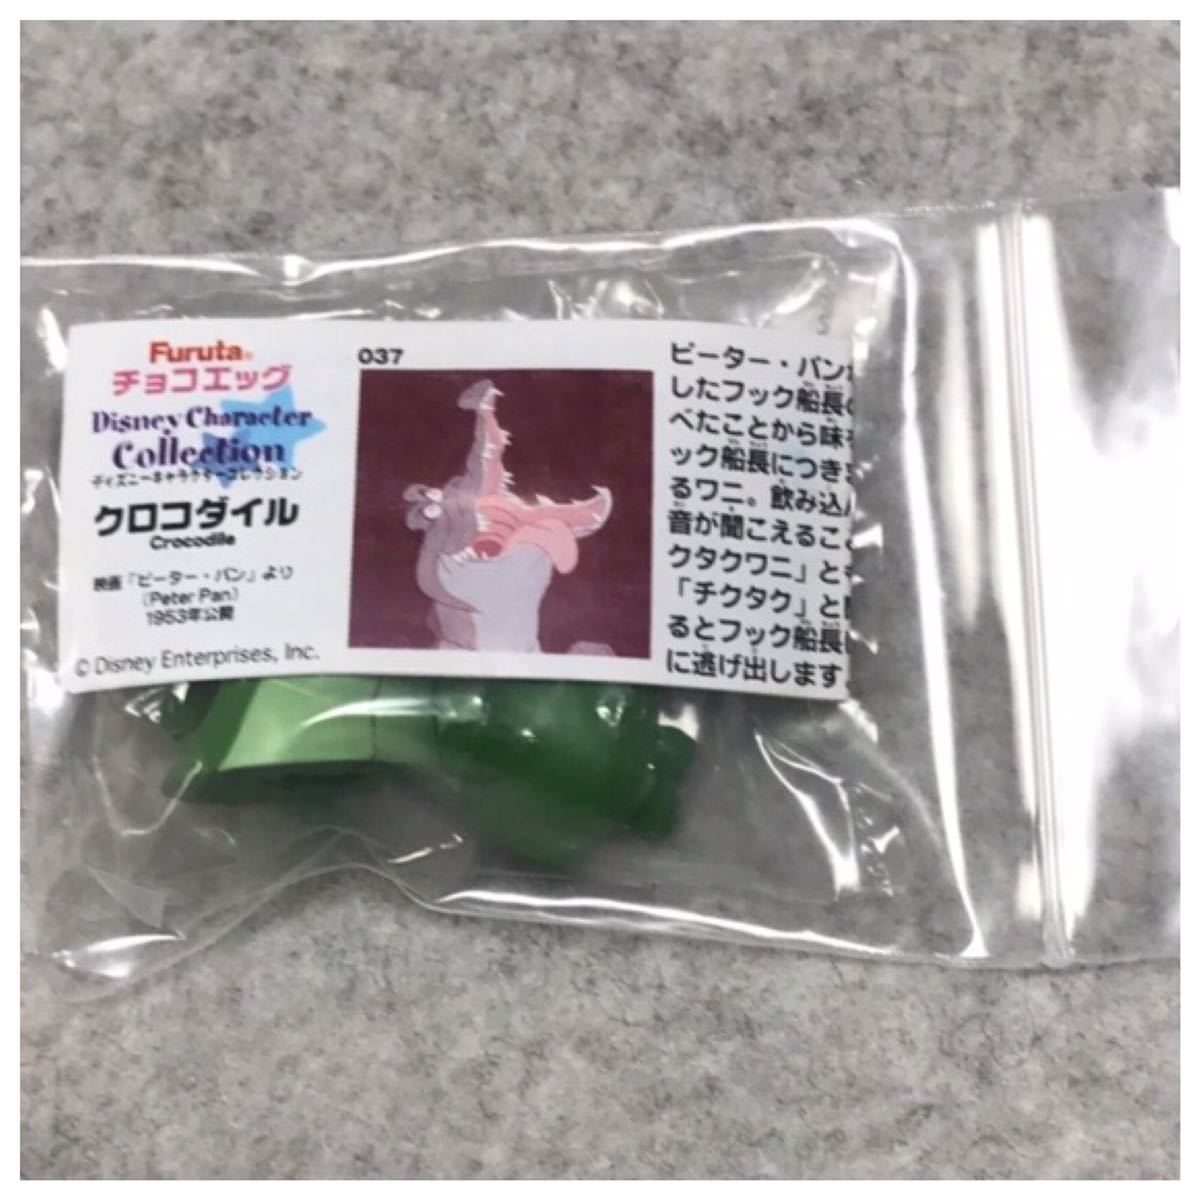 Furuta®
チョコエッグ
Disney Character
Collection
ディズニーキャラクターコレクション
クロコダイル
Crocodile
映画「ピーター・パン」より
(Peter Pan)
1953年公開
© Disney Enterprises, Inc.
037
ピーター・パン
したフック船長
べたことから味
ック船長につきま
るワニ。飲み込
音が聞こえるこ
クタクワニ」と
「チクタク」と
るとフック船長
に逃げ出します